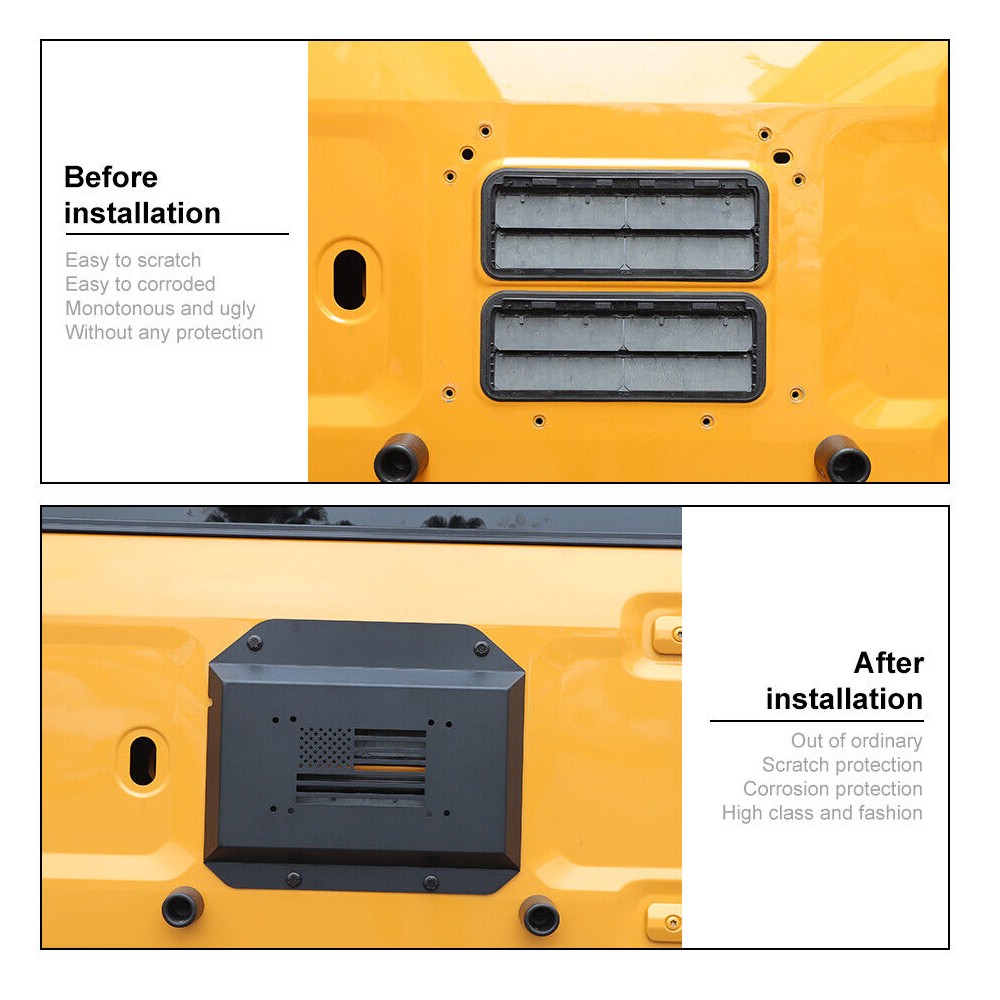 Before
installation
Easy to scratch
Easy to corroded
Monotonous and ugly
Without any protection
After
installation
Out of ordinary
Scratch protection
Corrosion protection
High class and fashion